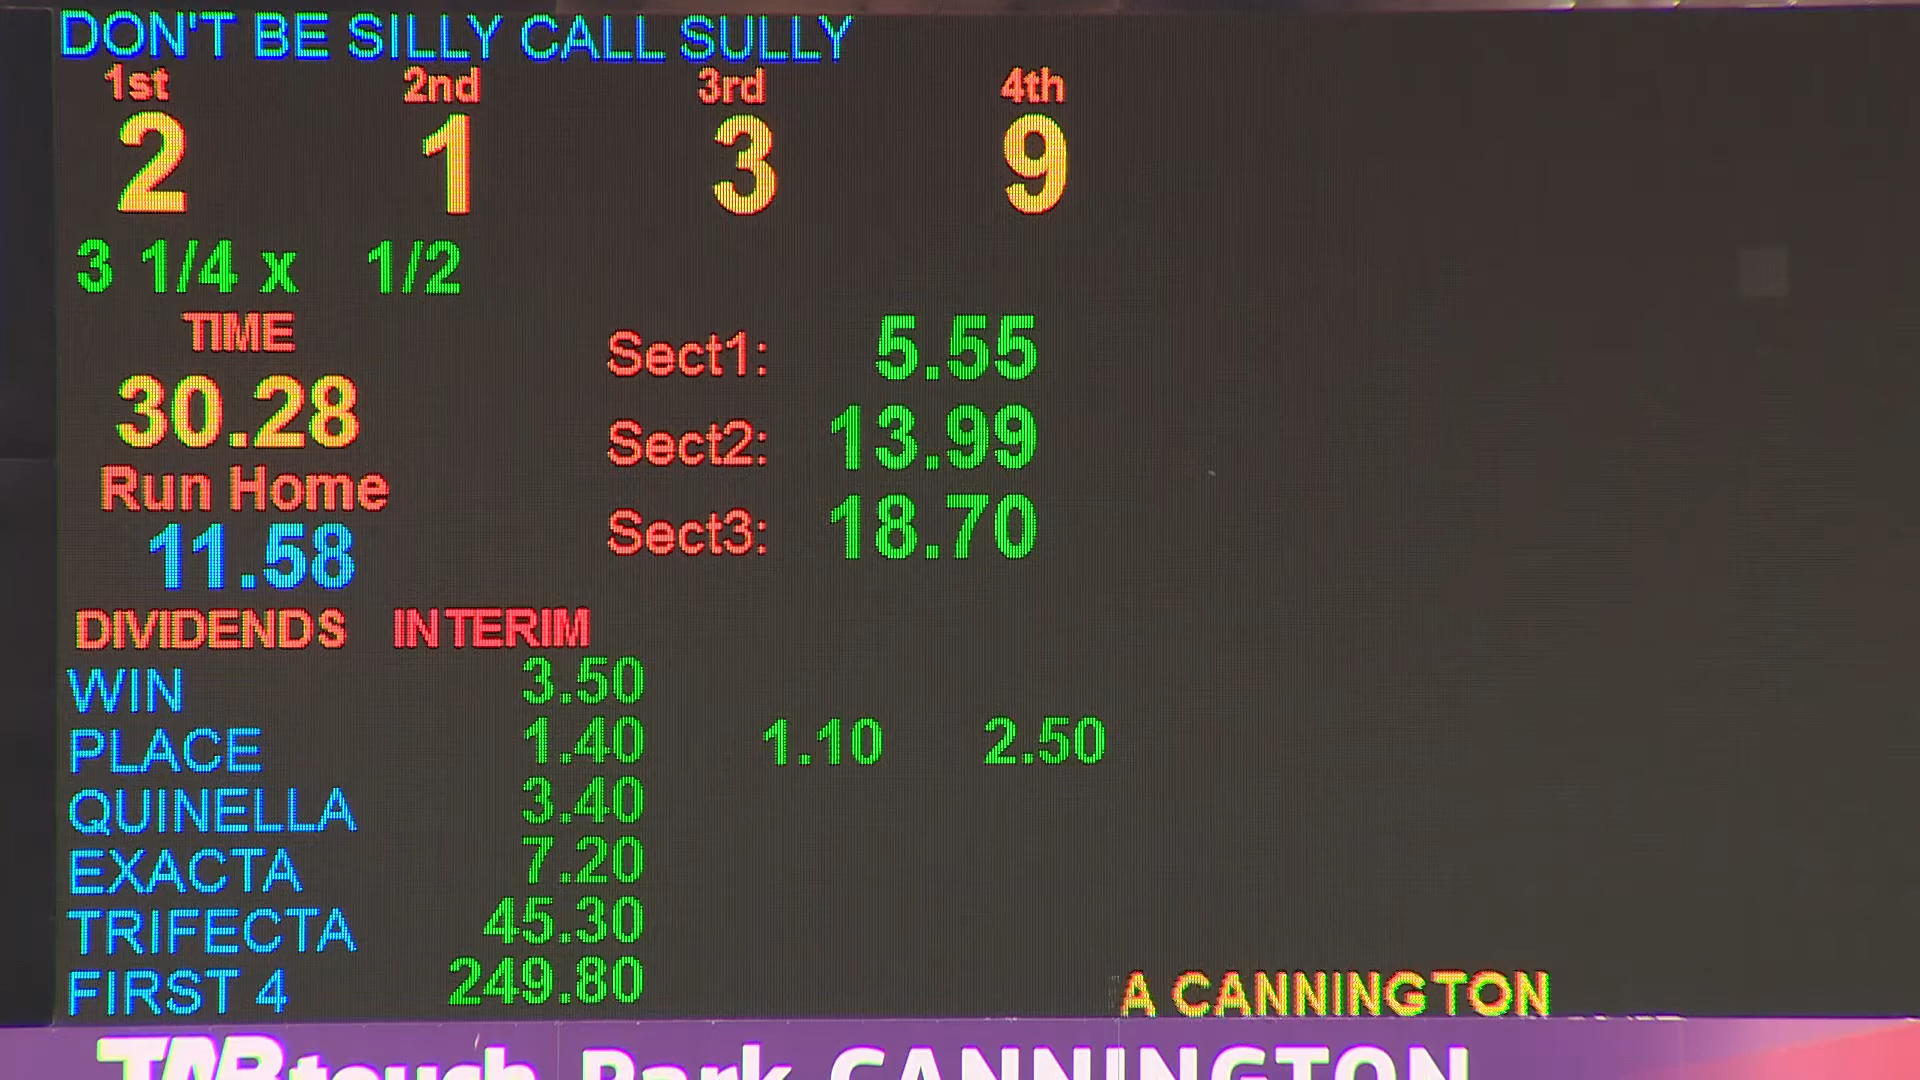 DON'T BE SILLY CALL SULLY
1st 2nd 3rd 4th
2 1 3 9
3 1/4 x 1/2
TIME
30.28
Run Home
11.58
Sect1: 5.55
Sect2: 13.99
Sect3: 18.70
DIVIDENDS INTERIM
WIN 3.50
PLACE 1.40 1.10 2.50
QUINELLA 3.40
EXACTA 7.20
TRIFECTA 45.30
FIRST 4 249.80
A CANNINGTON
TABtouch Park CANNINGTON